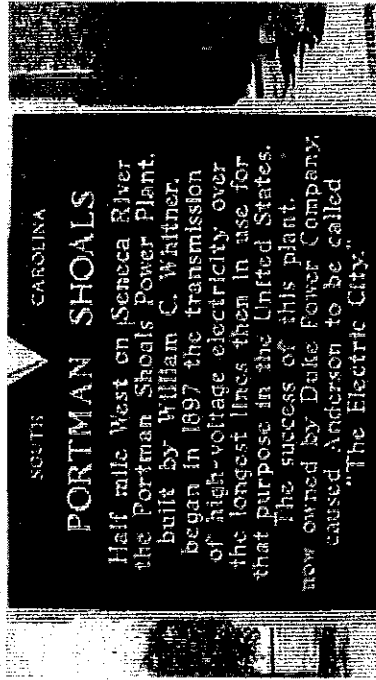 SOUTH CAROLINA
PORTMAN SHOALS
Half mile West on Seneca River
the Portman Shoals Power Plant,
built by William C. Whitner,
began in 1897 the transmission
of high-voltage electricity over
the longest lines then in use for
that purpose in the United States.
The success of this plant,
now owned by Duke Power Company,
caused Anderson to be called
"The Electric City."